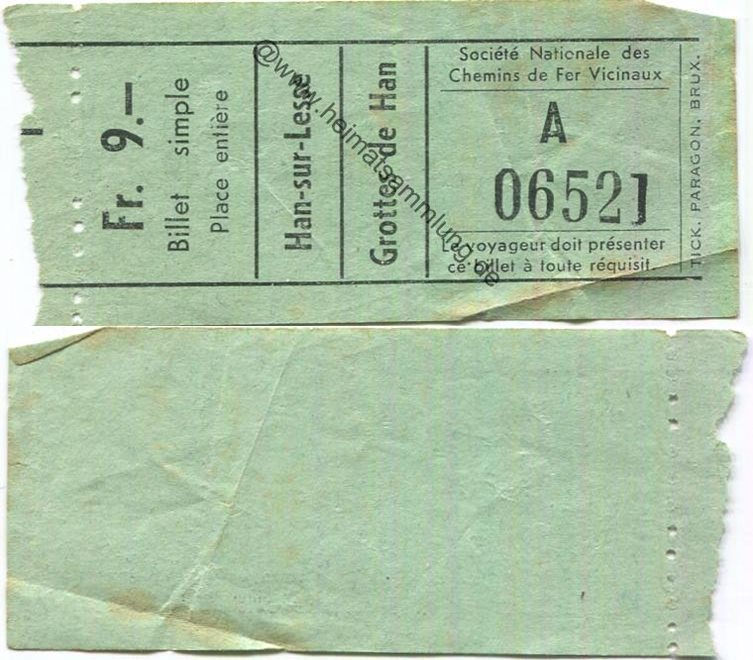 Fr. 9.—
Billet simple
Place entière
Han-sur-Lesse
Grottes de Han
Société Nationale des
Chemins de Fer Vicinaux
A
06521
Le voyageur doit présenter
ce billet à toute réquisit.
TICK. PARAGON, BRUX.
@www.heimatsammlung.de